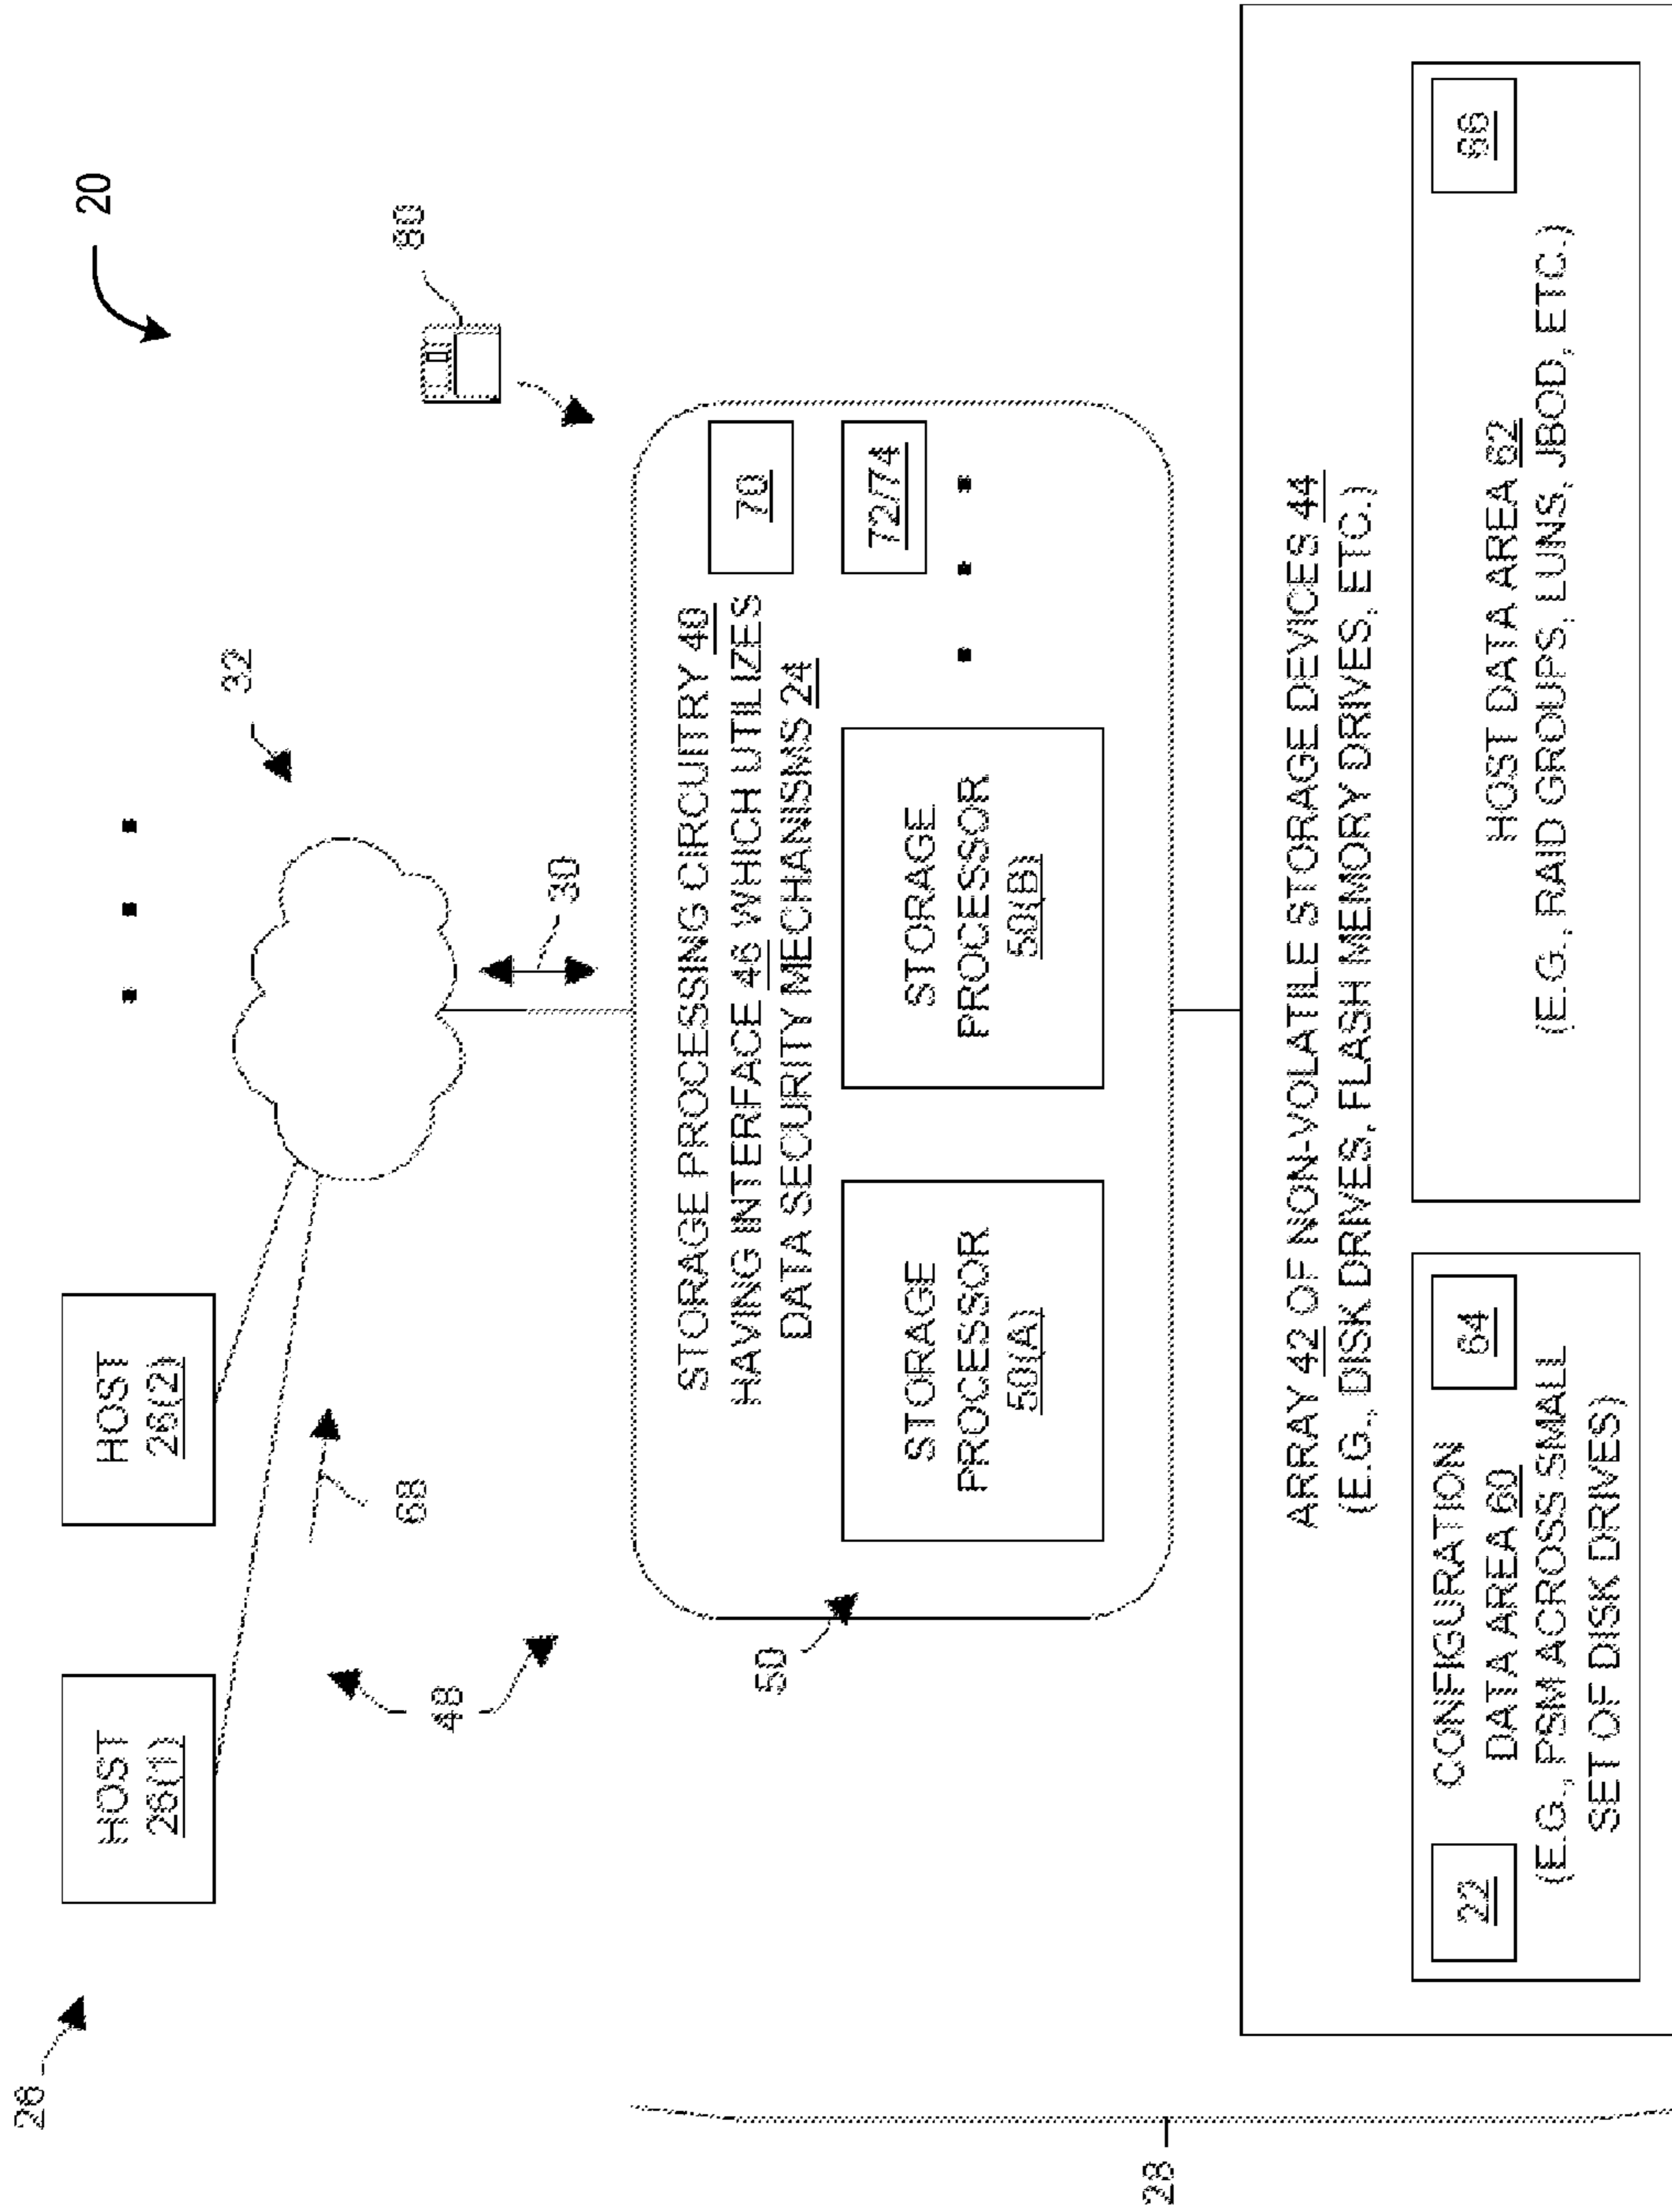 20
26
HOST
26(1)
HOST
26(2)
32
68
48
30
80
50
STORAGE PROCESSING CIRCUITRY 40
HAVING INTERFACE 46 WHICH UTILIZES
DATA SECURITY MECHANISMS 24
70
72/74
STORAGE
PROCESSOR
50(A)
STORAGE
PROCESSOR
50(B)
28
ARRAY 42 OF NON-VOLATILE STORAGE DEVICES 44
(E.G., DISK DRIVES, FLASH MEMORY DRIVES, ETC.)
22
CONFIGURATION
DATA AREA 60
(E.G., PSM ACROSS SMALL
SET OF DISK DRIVES)
64
HOST DATA AREA 62
(E.G., RAID GROUPS, LUNS, JBOD, ETC.)
66